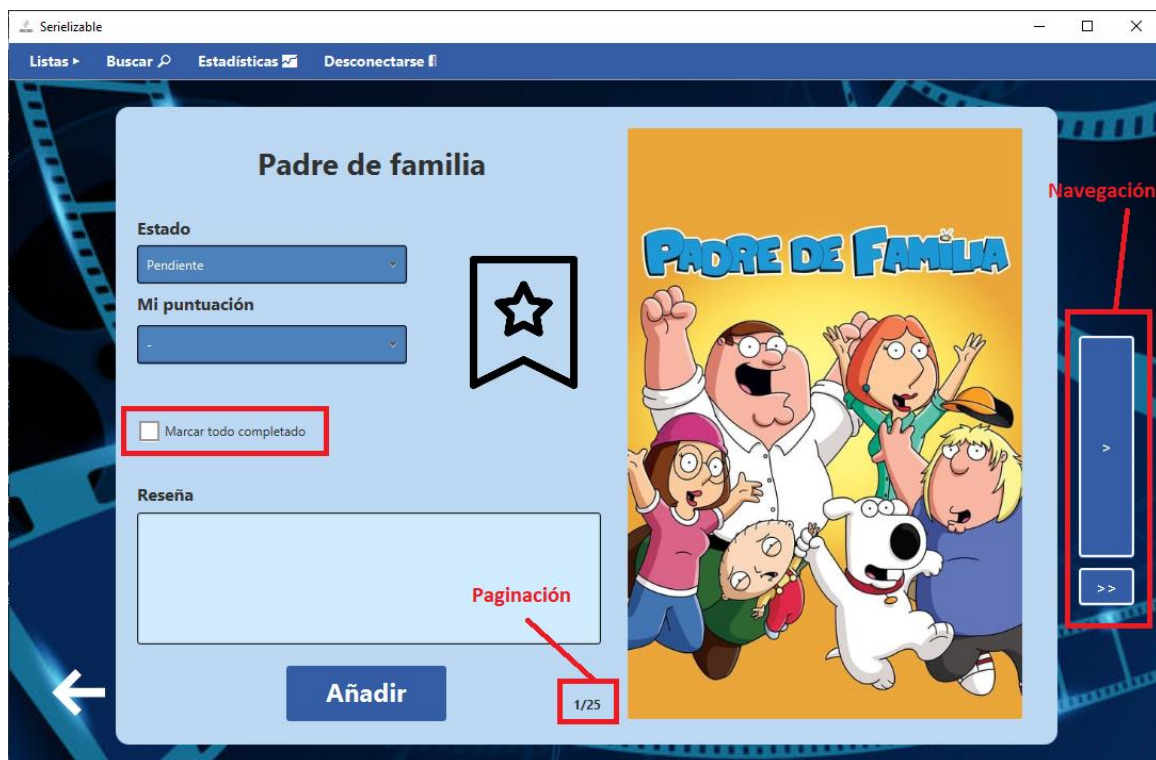 Serielizable
Listas ▸ Buscar 🔎 Estadísticas Desconectarse
Padre de familia
Estado
Pendiente
Mi puntuación
-
Marcar todo completado
Reseña
Paginación
Añadir
1/25
PADRE DE FAMILIA
Navegación
>
>>